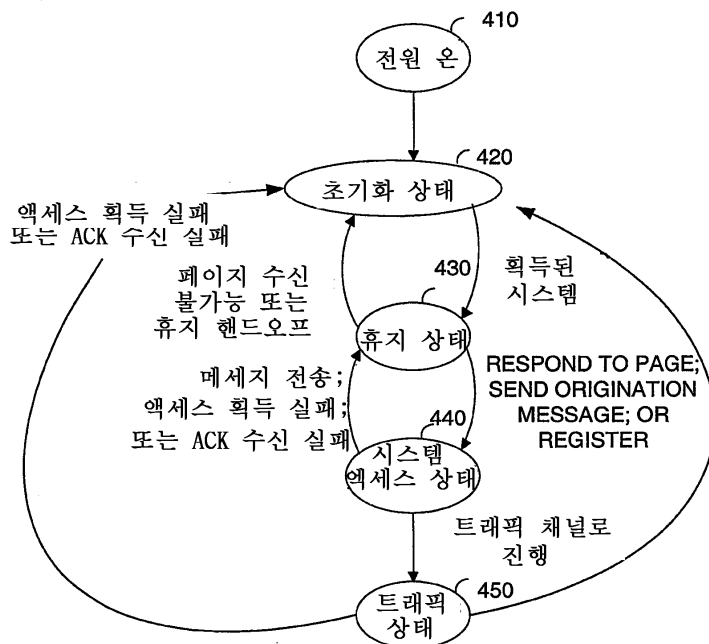 410
전원 온
420
초기화 상태
액세스 획득 실패
또는 ACK 수신 실패
페이지 수신
불가능 또는
휴지 핸드오프
430
획득된
시스템
휴지 상태
메세지 전송;
액세스 획득 실패;
또는 ACK 수신 실패
RESPOND TO PAGE;
SEND ORIGINATION
MESSAGE; OR
REGISTER
440
시스템
엑세스 상태
트래픽 채널로
진행
450
트래픽
상태